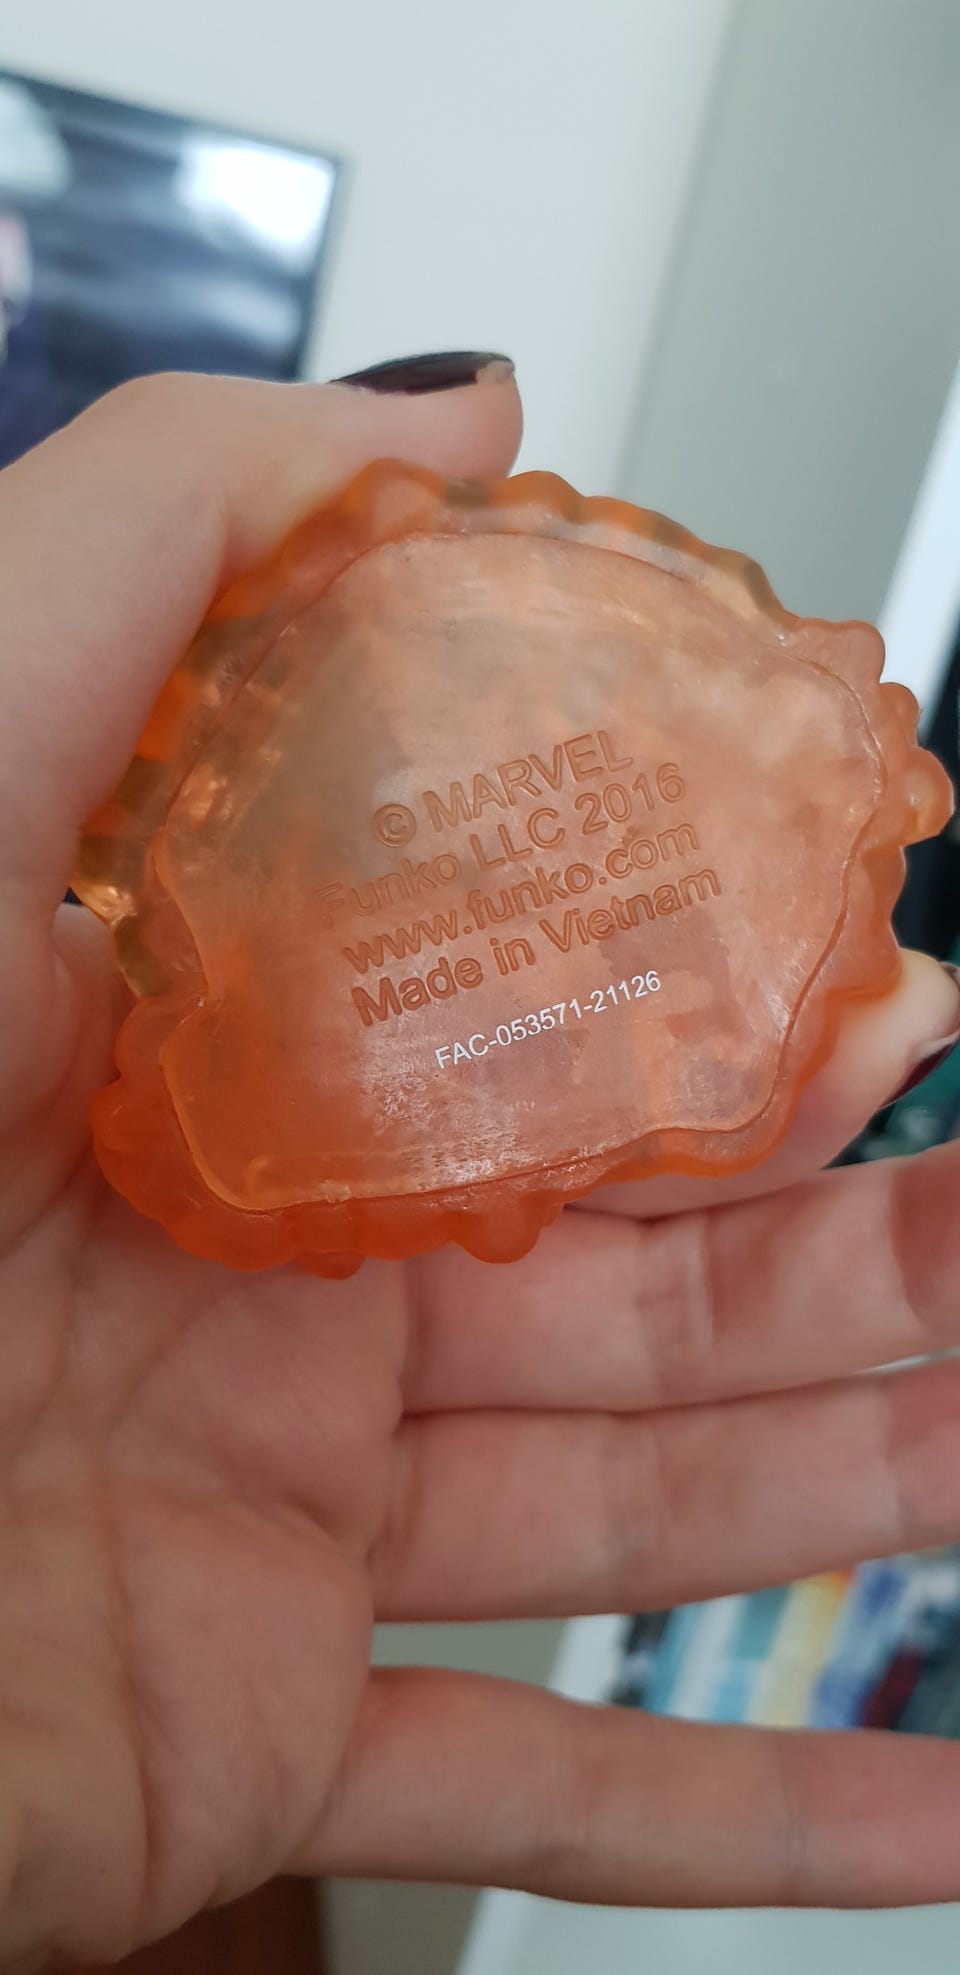 © MARVEL
Funko LLC 2016
www.funko.com
Made in Vietnam
FAC-053571-21126